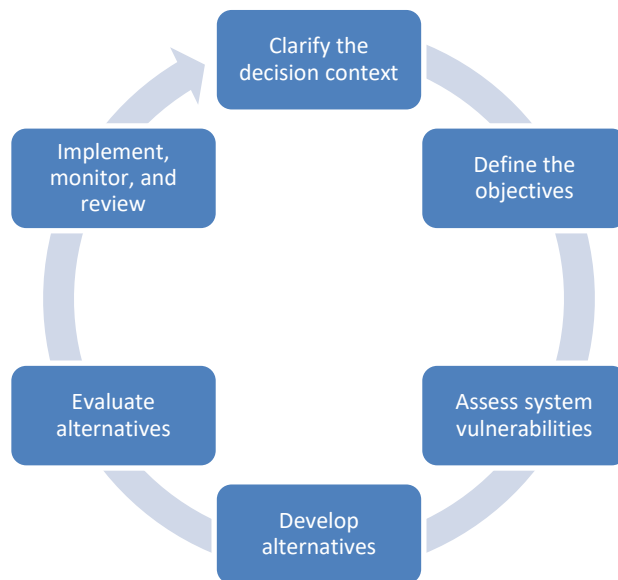 Clarify the
decision context
Define the
objectives
Assess system
vulnerabilities
Develop
alternatives
Evaluate
alternatives
Implement,
monitor, and
review